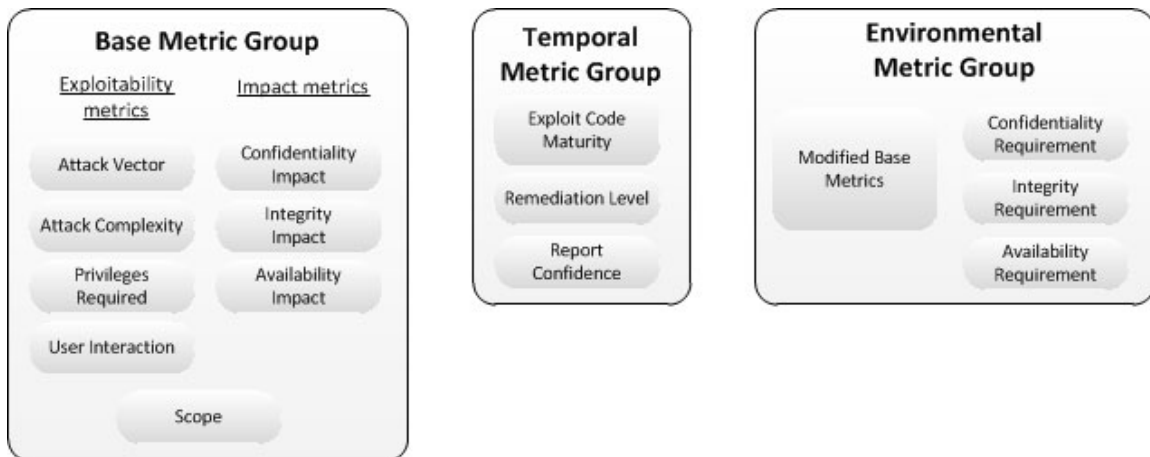 Base Metric Group
Exploitability
metrics
Impact metrics
Attack Vector
Attack Complexity
Privileges
Required
User Interaction
Confidentiality
Impact
Integrity
Impact
Availability
Impact
Scope
Temporal
Metric Group
Exploit Code
Maturity
Remediation Level
Report
Confidence
Environmental
Metric Group
Modified Base
Metrics
Confidentiality
Requirement
Integrity
Requirement
Availability
Requirement